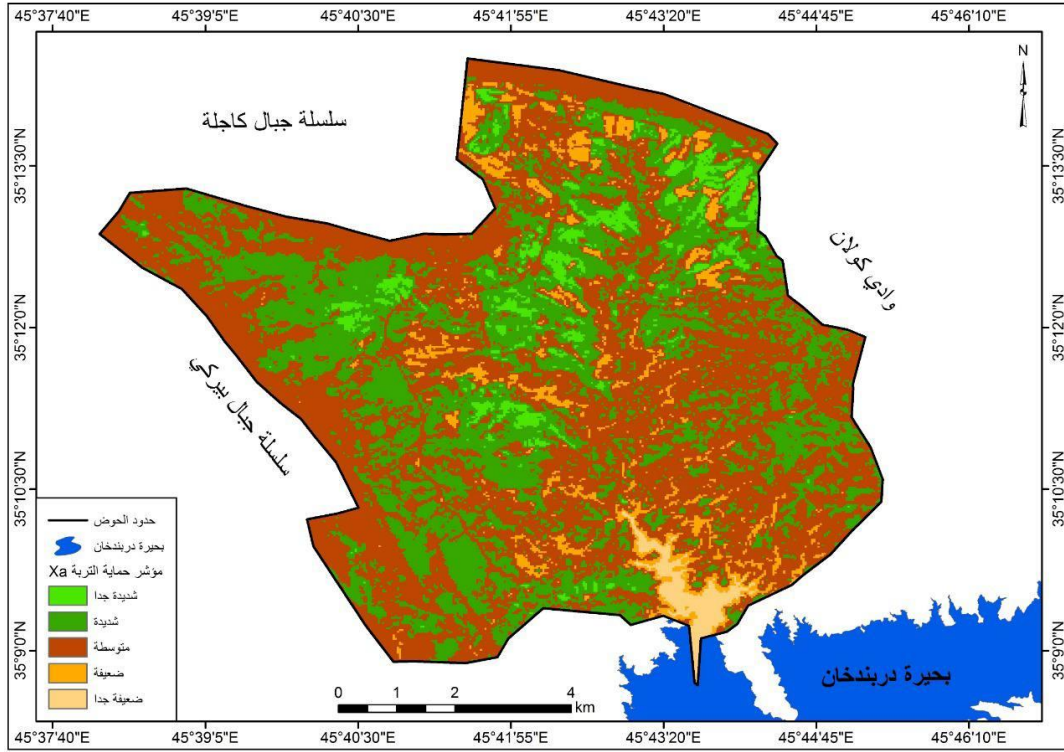 45°37'40"E 45°39'5"E 45°40'30"E 45°41'55"E 45°43'20"E 45°44'45"E 45°46'10"E
N
سلسلة جبال كاجلة
35°13'30"N 35°13'30"N
وادي كولان
35°12'0"N 35°12'0"N
سلسلة جبال بيركي
35°10'30"N 35°10'30"N
حدود الحوض
بحيرة دربندخان
مؤشر حماية التربة Xa
شديدة جدا
شديدة
متوسطة
ضعيفة
ضعيفة جدا
35°9'0"N 35°9'0"N
بحيرة دربندخان
0 1 2 4
km
45°37'40"E 45°39'5"E 45°40'30"E 45°41'55"E 45°43'20"E 45°44'45"E 45°46'10"E